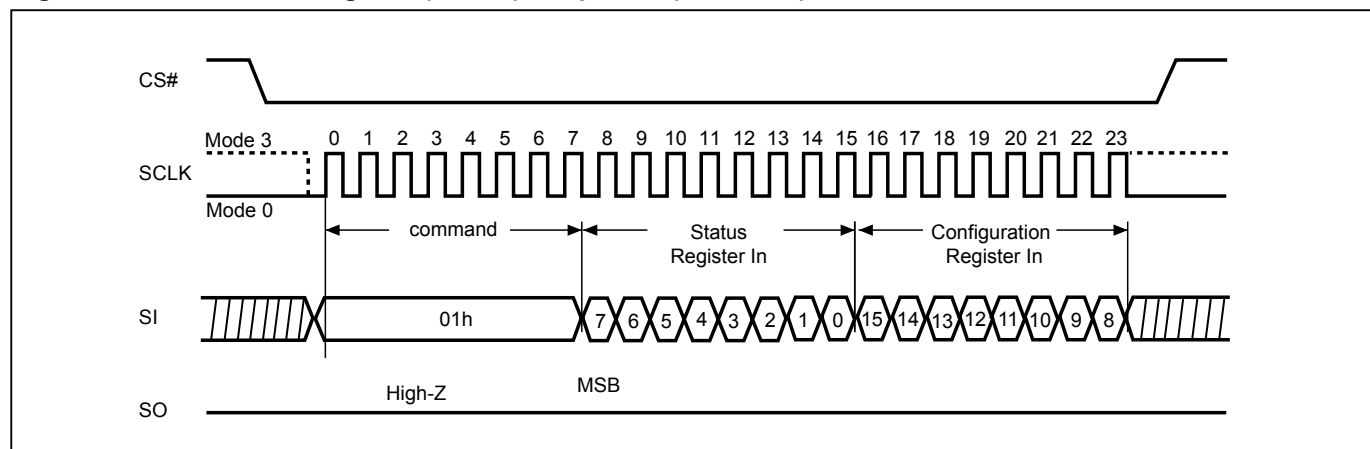 CS#
Mode 3
0 1 2 3 4 5 6 7 8 9 10 11 12 13 14 15 16 17 18 19 20 21 22 23
SCLK
Mode 0
command
Status
Register In
Configuration
Register In
SI
01h
7 6 5 4 3 2 1 0 15 14 13 12 11 10 9 8
High-Z
MSB
SO